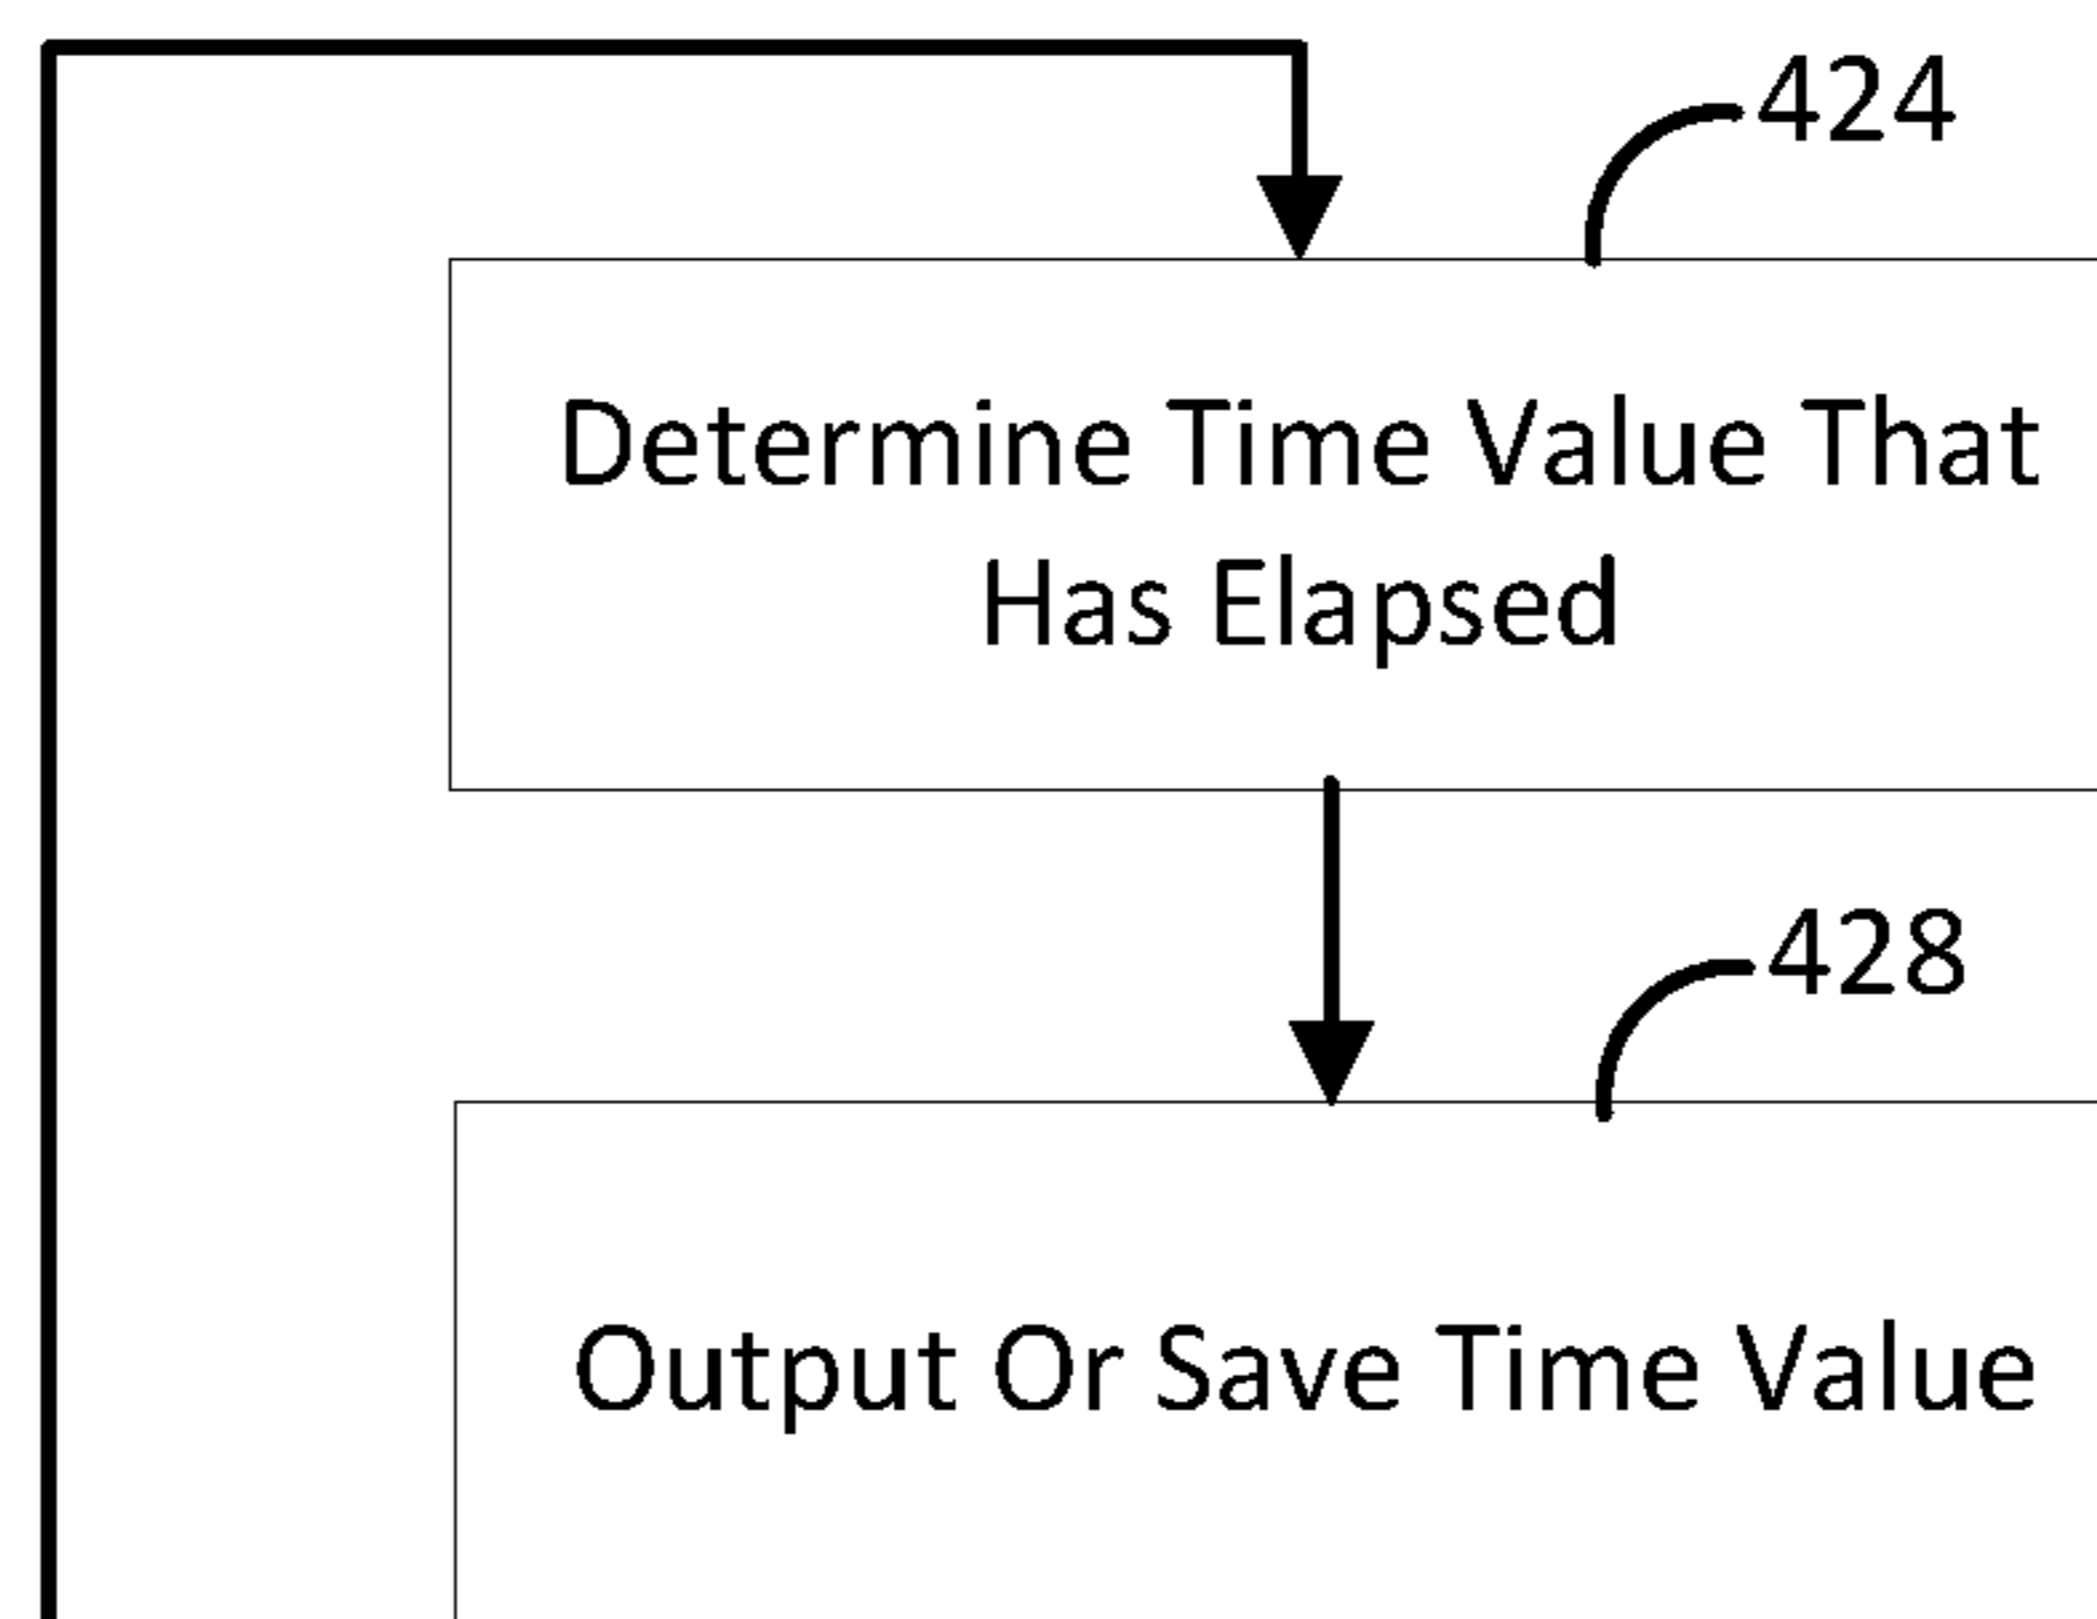 424
Determine Time Value That
Has Elapsed
428
Output Or Save Time Value